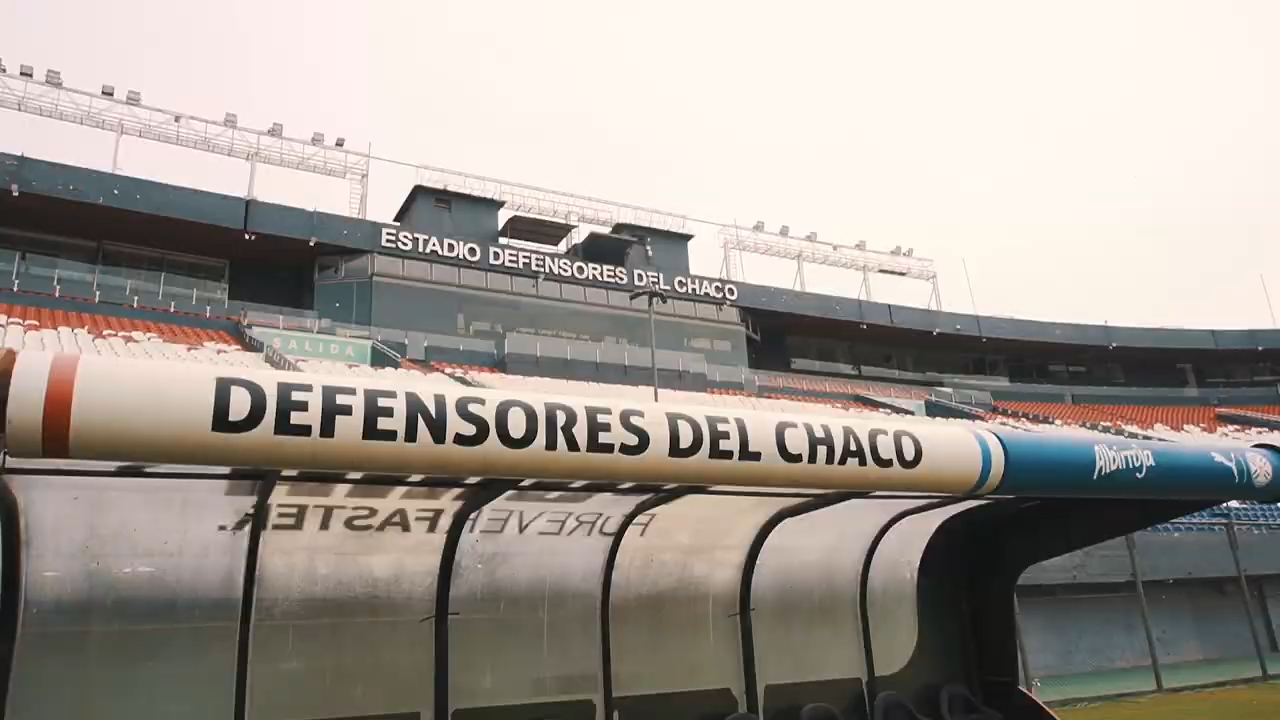 ESTADIO DEFENSORES DEL CHACO
SALIDA
DEFENSORES DEL CHACO
Albirroja
FOREVER FASTER.